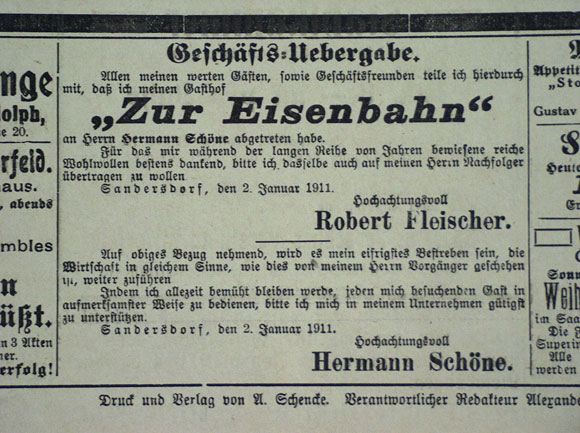 Geschäfts-Uebergabe.
Allen meinen werten Gästen, sowie Geschäftsfreunden teile ich hierdurch
mit, daß ich meinen Gasthof
„Zur Eisenbahn“
an Herrn Hermann Schöne abgetreten habe.
Für das mir während der langen Reihe von Jahren bewiesene reiche
Wohlwollen bestens dankend, bitte ich dasselbe auch auf meinen Herrn Nachfolger
übertragen zu wollen
Sandersdorf, den 2. Januar 1911.
Hochachtungsvoll
Robert Fleischer.
Auf obiges Bezug nehmend, wird es mein eifrigstes Bestreben sein, die
Wirtschaft in gleichem Sinne, wie dies von meinem Herrn Vorgänger geschehen
ist, weiter zuführen
Indem ich allezeit bemüht bleiben werde, jeden mich besuchenden Gast in
aufmerksamster Weise zu bedienen, bitte ich mich in meinem Unternehmen gütigst
zu unterstützen.
Sandersdorf, den 2. Januar 1911.
Hochachtungsvoll
Hermann Schöne.
Druck und Verlag von A. Schencke. Verantwortlicher Redakteur
nge
olph,
e 20.
rfeid.
aus.
, abends
mbles
n
üßt.
n 3 Akten
ner.
erfolg!
Appetit
„Sto
Gustav
Heute
Er
Sonn
Weih
im Saa
Die F
Superin
Alle
werden